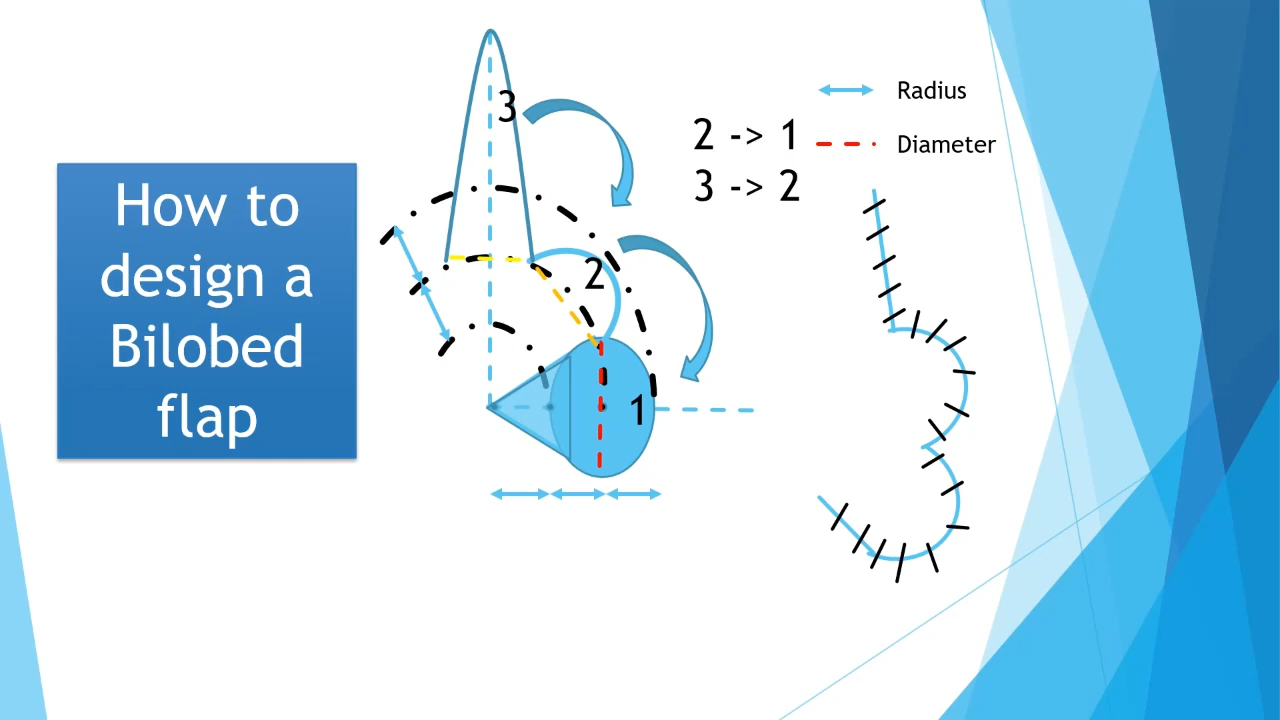 How to
design a
Bilobed
flap
3
2
1
2 -> 1
3 -> 2
Radius
Diameter